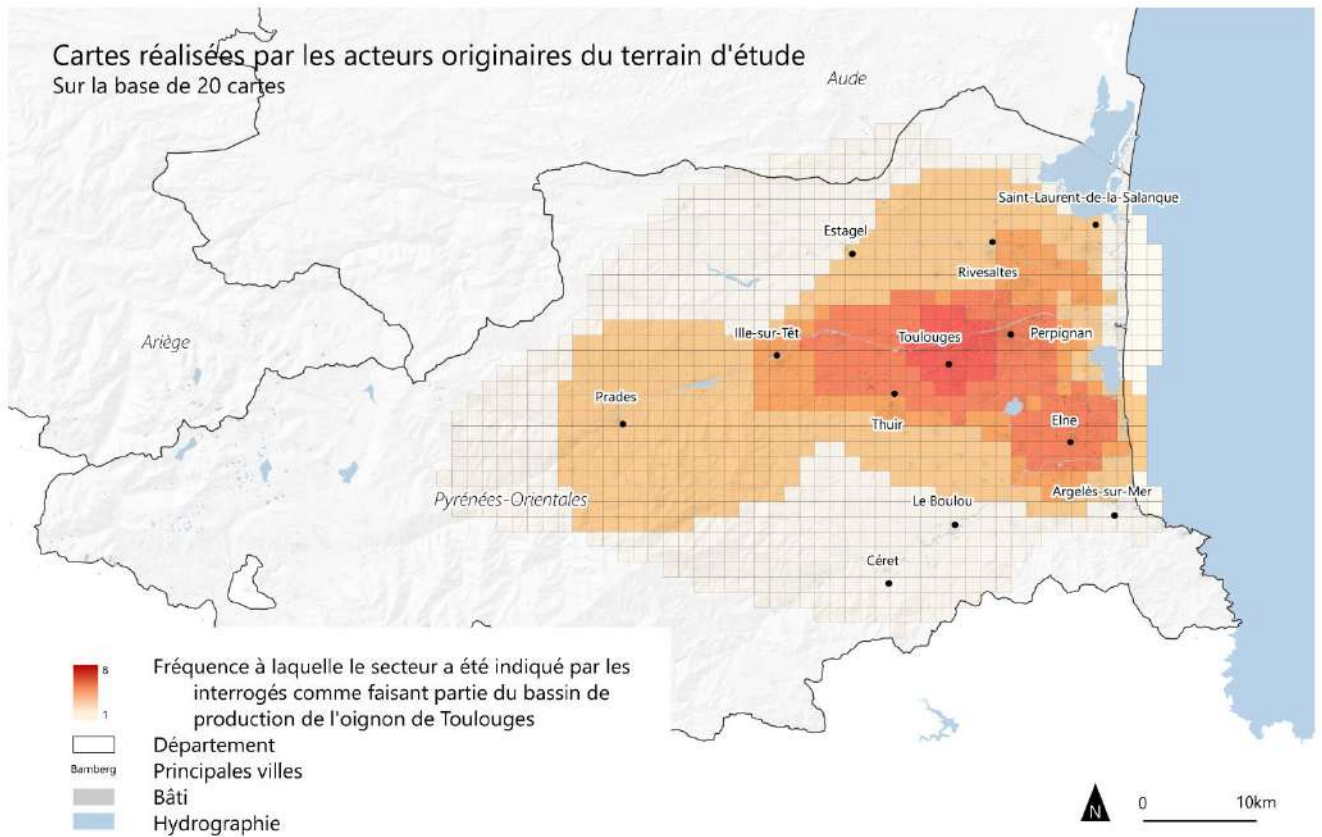 Cartes réalisées par les acteurs originaires du terrain d'étude
Sur la base de 20 cartes
Aude
Saint-Laurent-de-la-Salanque
Estagel
Rivesaltes
Ariège
Ille-sur-Têt
Toulouges
Perpignan
Prades
Thuir
Elne
Pyrénées-Orientales
Le Boulou
Argelès-sur-Mer
Céret
8
1
Fréquence à laquelle le secteur a été indiqué par les
interrogés comme faisant partie du bassin de
production de l'oignon de Toulouges
Département
Bamberg Principales villes
Bâti
Hydrographie
N
0 10km